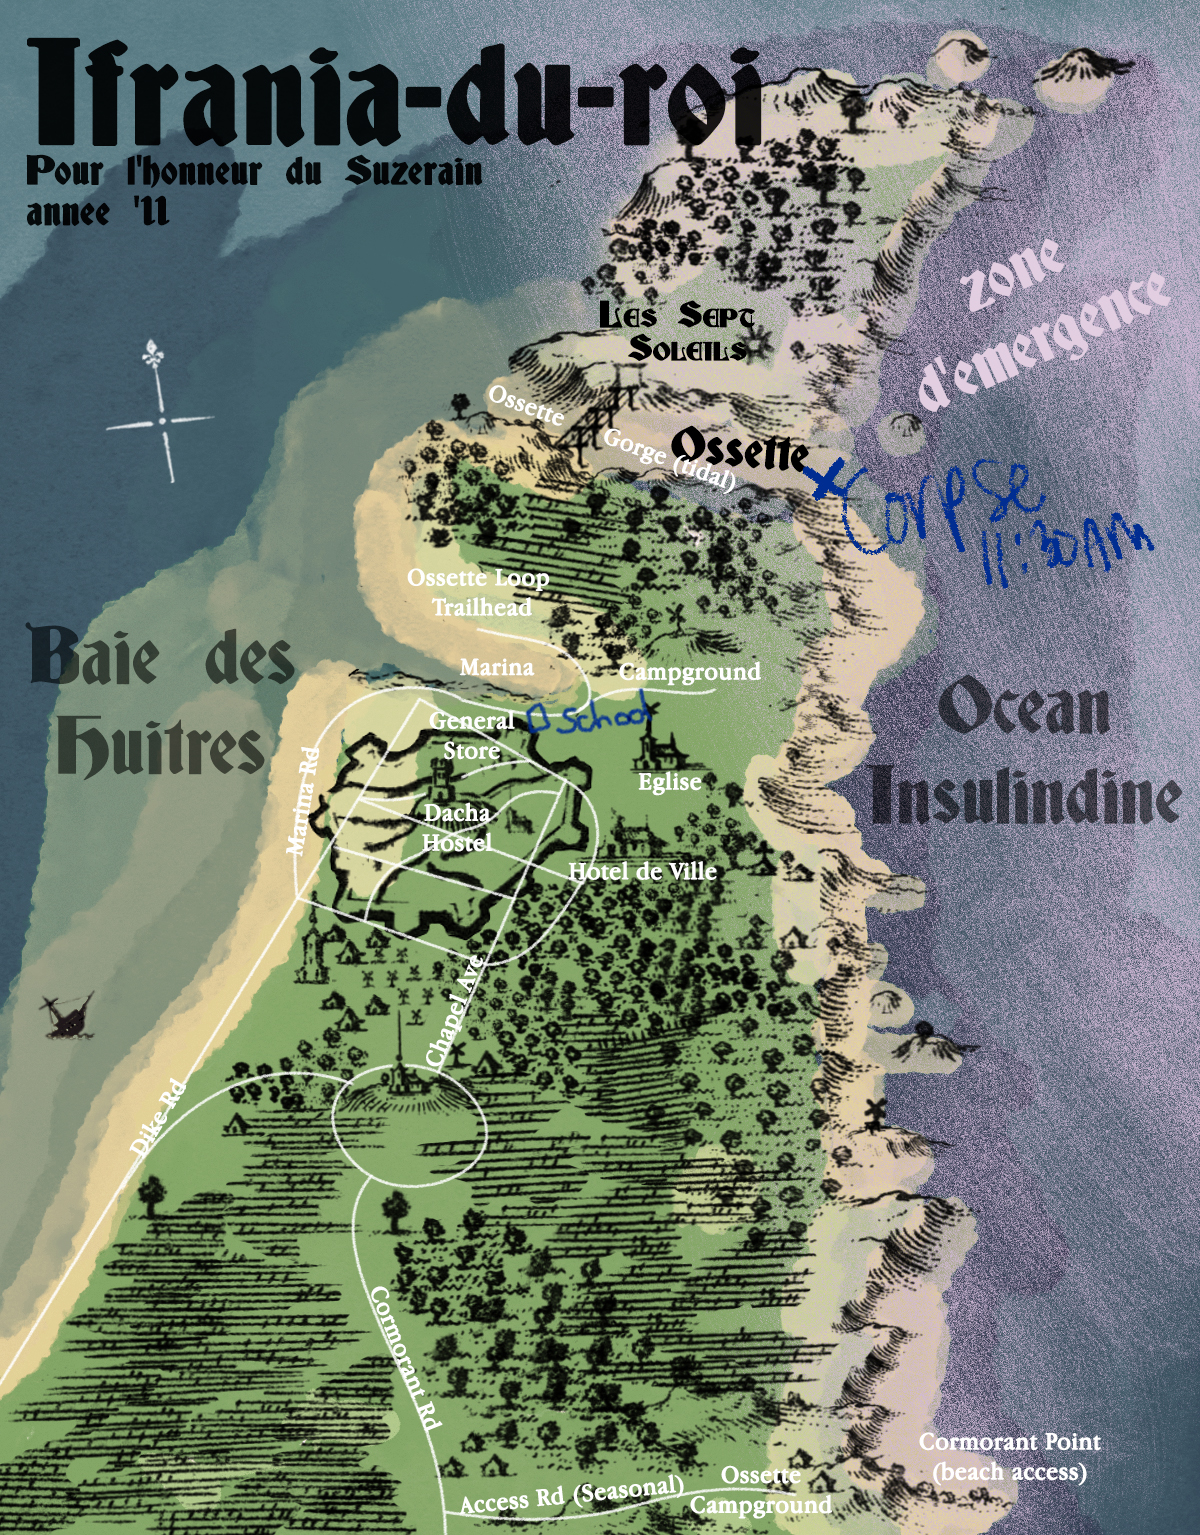 Ifrania-du-roi
Pour l'honneur du Suzerain
annee '11
zone
d'emergence
Les Sept
Soleils
Ossette
Gorge (tidal)
Ossette
Corpse
11:30AM
Ossette Loop
Trailhead
Baie des
Huitres
Marina
Campground
Ocean
Insulindine
General
Store
School
Eglise
Marina Rd
Dacha
Hostel
Hotel de Ville
Chapel Ave
Dike Rd
Cormorant Rd
Cormorant Point
(beach access)
Access Rd (Seasonal)
Ossette
Campground